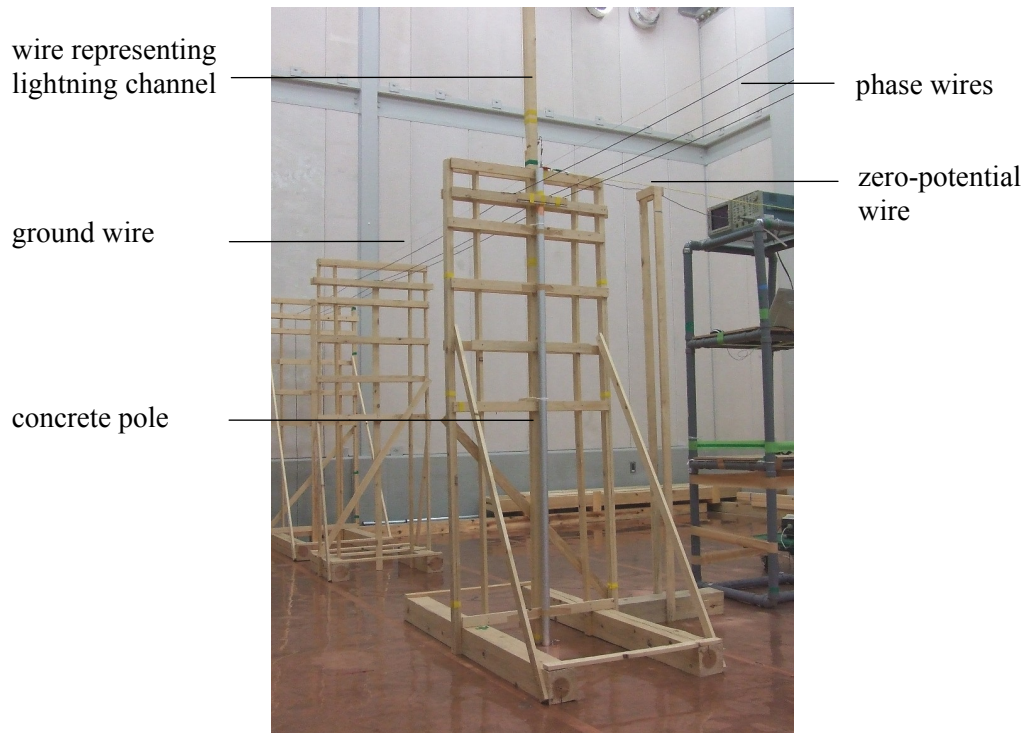 wire representing
lightning channel
phase wires
zero-potential
wire
ground wire
concrete pole